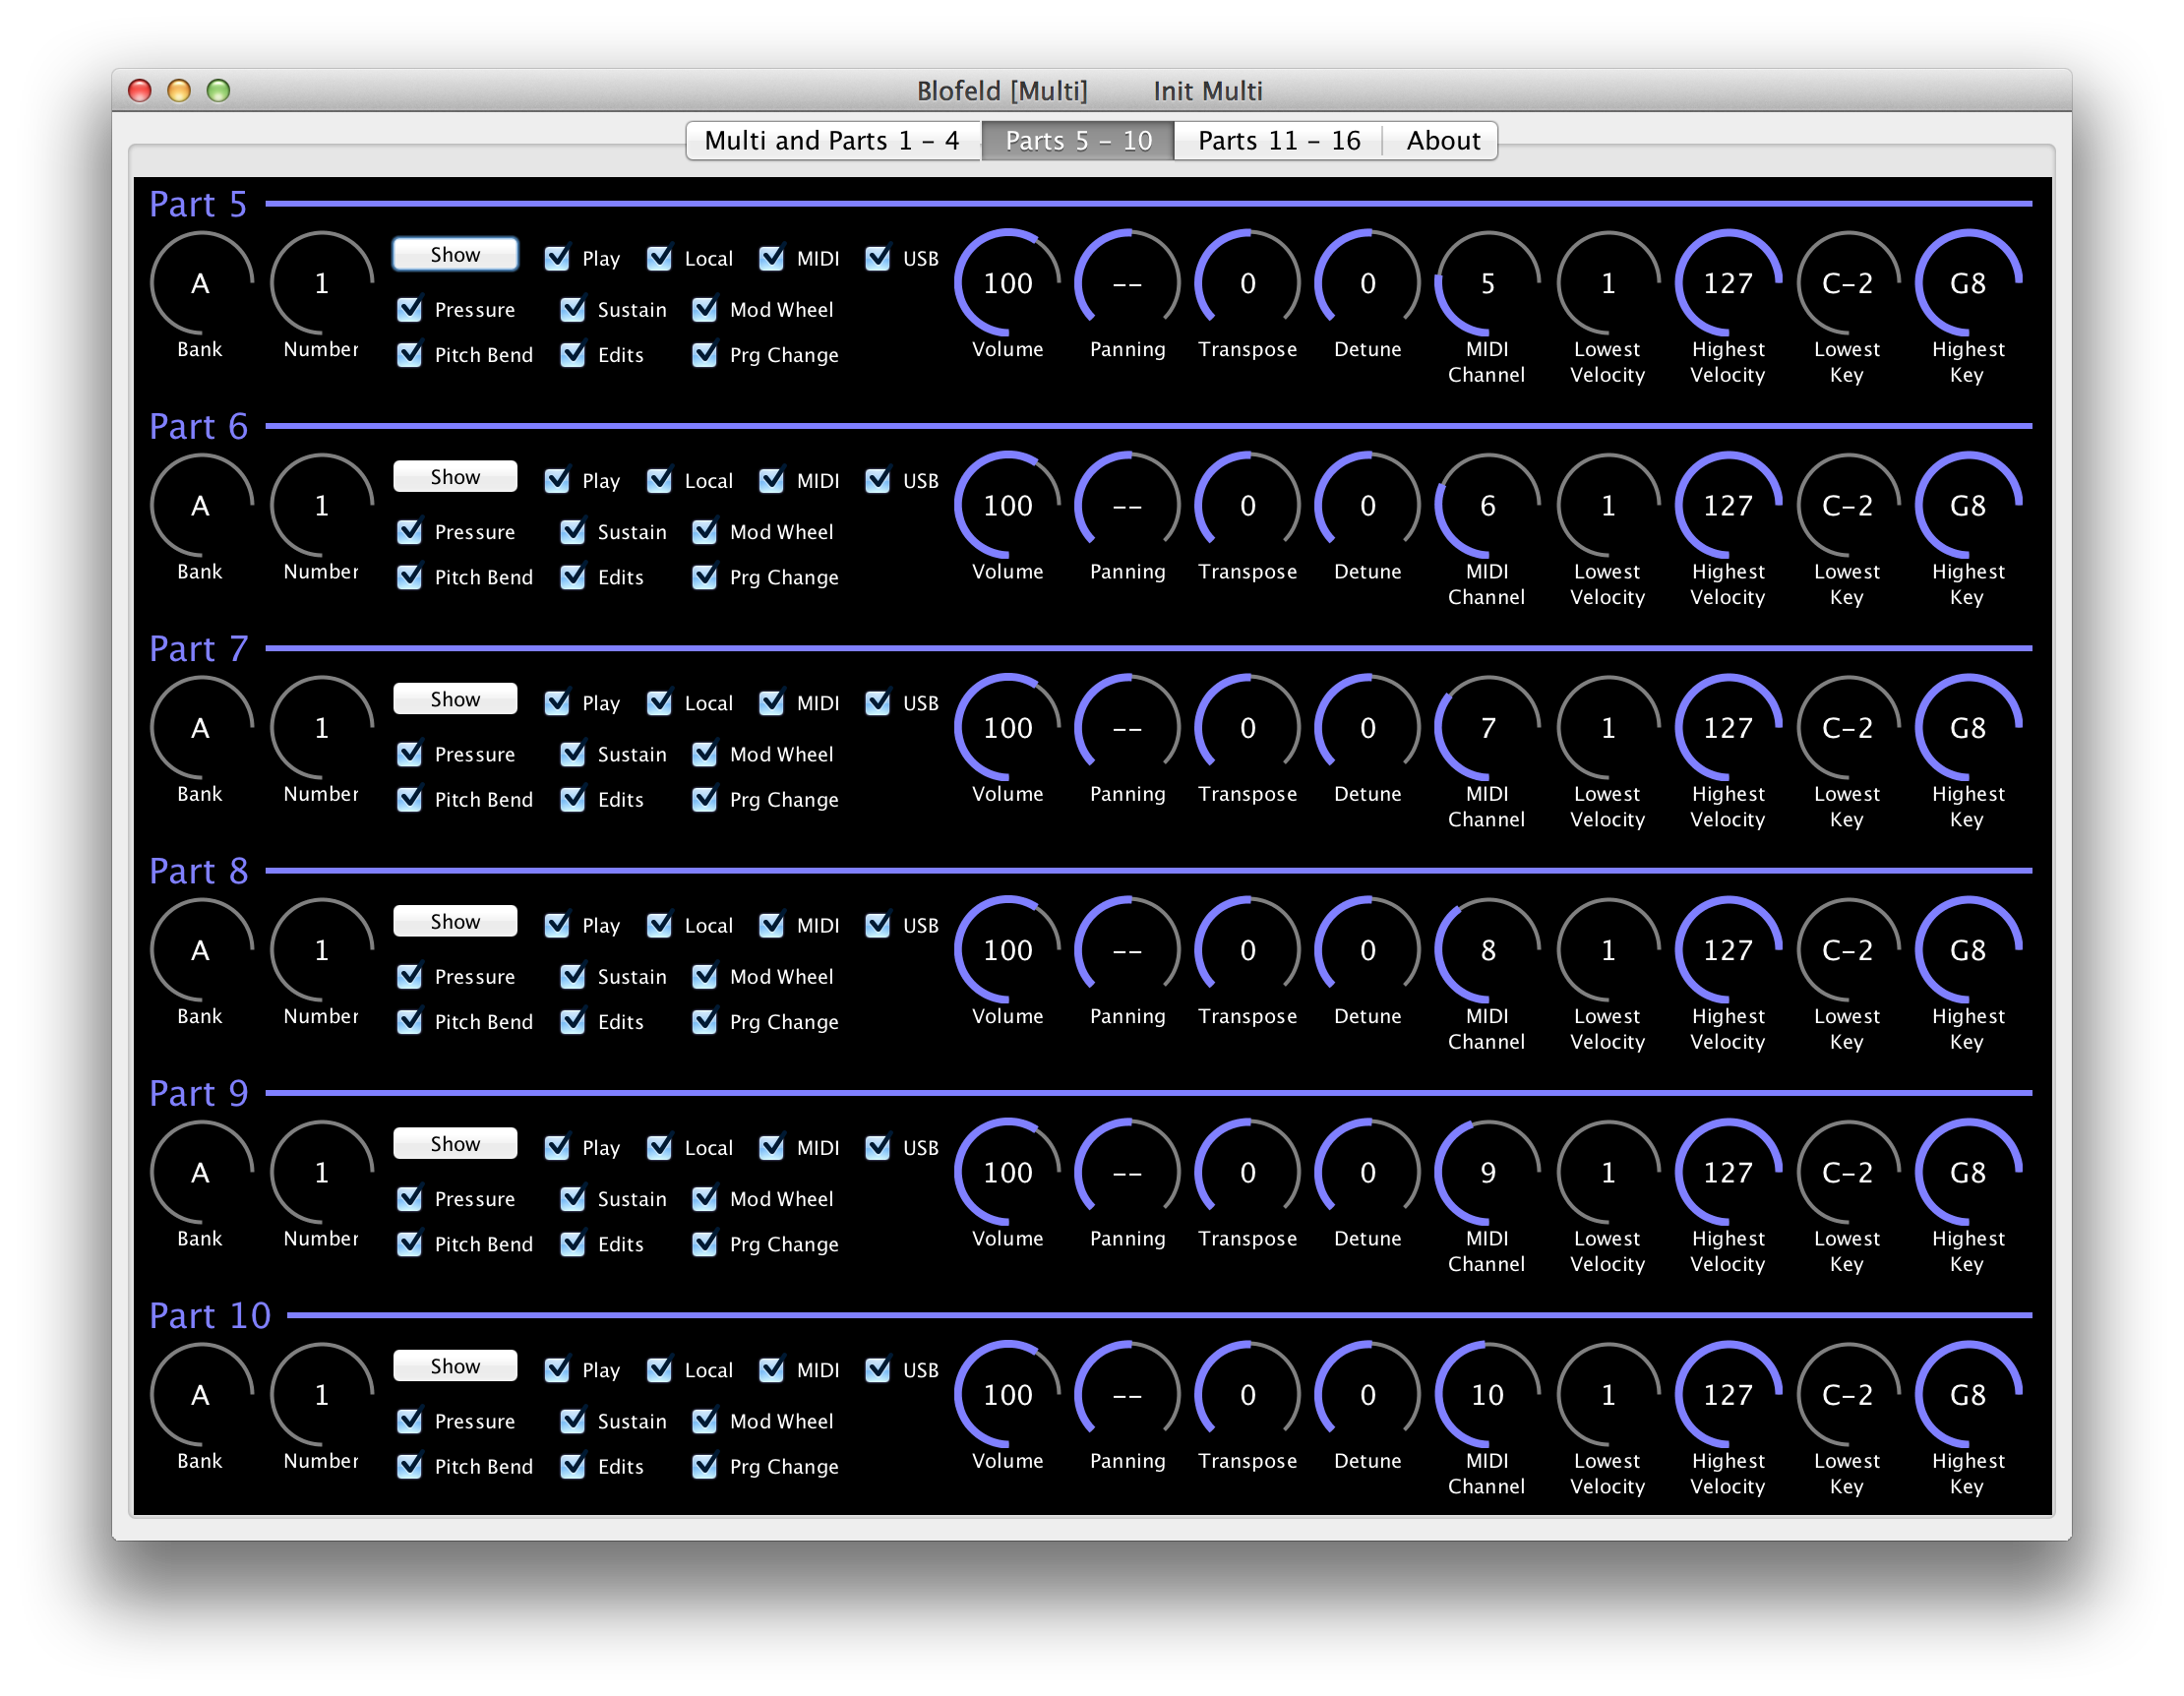 Blofeld [Multi] Init Multi
Multi and Parts 1 – 4 Parts 5 – 10 Parts 11 – 16 About
Part 5
A 1 Show Play Local MIDI USB 100 -- 0 0 5 1 127 C-2 G8
Pressure Sustain Mod Wheel
Bank Number Pitch Bend Edits Prg Change Volume Panning Transpose Detune MIDI Lowest Highest Lowest Highest
Channel Velocity Velocity Key Key
Part 6
A 1 Show Play Local MIDI USB 100 -- 0 0 6 1 127 C-2 G8
Pressure Sustain Mod Wheel
Bank Number Pitch Bend Edits Prg Change Volume Panning Transpose Detune MIDI Lowest Highest Lowest Highest
Channel Velocity Velocity Key Key
Part 7
A 1 Show Play Local MIDI USB 100 -- 0 0 7 1 127 C-2 G8
Pressure Sustain Mod Wheel
Bank Number Pitch Bend Edits Prg Change Volume Panning Transpose Detune MIDI Lowest Highest Lowest Highest
Channel Velocity Velocity Key Key
Part 8
A 1 Show Play Local MIDI USB 100 -- 0 0 8 1 127 C-2 G8
Pressure Sustain Mod Wheel
Bank Number Pitch Bend Edits Prg Change Volume Panning Transpose Detune MIDI Lowest Highest Lowest Highest
Channel Velocity Velocity Key Key
Part 9
A 1 Show Play Local MIDI USB 100 -- 0 0 9 1 127 C-2 G8
Pressure Sustain Mod Wheel
Bank Number Pitch Bend Edits Prg Change Volume Panning Transpose Detune MIDI Lowest Highest Lowest Highest
Channel Velocity Velocity Key Key
Part 10
A 1 Show Play Local MIDI USB 100 -- 0 0 10 1 127 C-2 G8
Pressure Sustain Mod Wheel
Bank Number Pitch Bend Edits Prg Change Volume Panning Transpose Detune MIDI Lowest Highest Lowest Highest
Channel Velocity Velocity Key Key